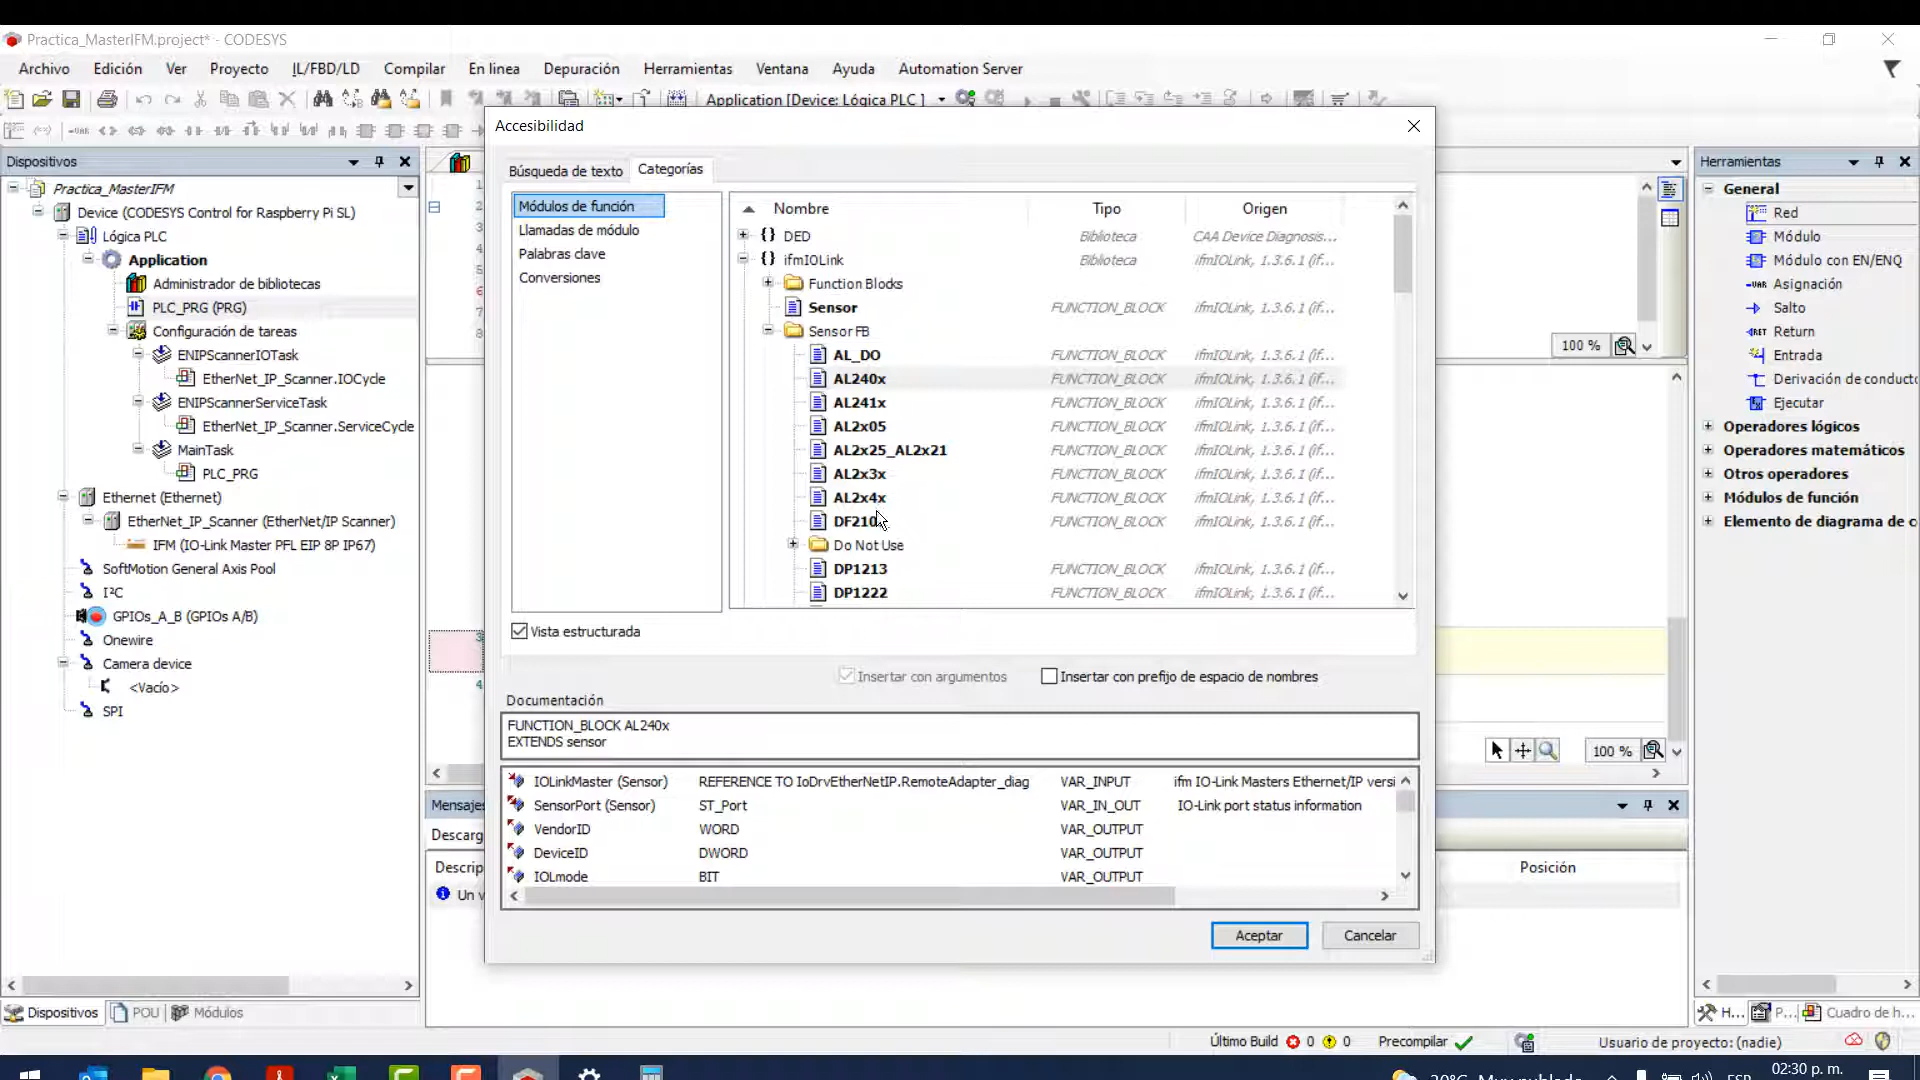 Practica_MasterIFM.project* - CODESYS
Archivo Edición Ver Proyecto IL/FBD/LD Compilar En linea Depuración Herramientas Ventana Ayuda Automation Server
Application [Device: Lógica PLC ]
Dispositivos
Practica_MasterIFM
Device (CODESYS Control for Raspberry Pi SL)
Lógica PLC
Application
Administrador de bibliotecas
PLC_PRG (PRG)
Configuración de tareas
ENIPScannerIOTask
EtherNet_IP_Scanner.IOCycle
ENIPScannerServiceTask
EtherNet_IP_Scanner.ServiceCycle
MainTask
PLC_PRG
Ethernet (Ethernet)
EtherNet_IP_Scanner (EtherNet/IP Scanner)
IFM (IO-Link Master PFL EIP 8P IP67)
SoftMotion General Axis Pool
I²C
GPIOs_A_B (GPIOs A/B)
Onewire
Camera device
<Vacío>
SPI
Dispositivos POU Módulos
Accesibilidad
Búsqueda de texto Categorías
Módulos de función
Llamadas de módulo
Palabras clave
Conversiones
Nombre Tipo Origen
DED Biblioteca CAA Device Diagnosis...
ifmIOLink Biblioteca ifmIOLink, 1.3.6.1 (if...
Function Blocks
Sensor FUNCTION_BLOCK ifmIOLink, 1.3.6.1 (if...
Sensor FB
AL_DO FUNCTION_BLOCK ifmIOLink, 1.3.6.1 (if...
AL240x FUNCTION_BLOCK ifmIOLink, 1.3.6.1 (if...
AL241x FUNCTION_BLOCK ifmIOLink, 1.3.6.1 (if...
AL2x05 FUNCTION_BLOCK ifmIOLink, 1.3.6.1 (if...
AL2x25_AL2x21 FUNCTION_BLOCK ifmIOLink, 1.3.6.1 (if...
AL2x3x FUNCTION_BLOCK ifmIOLink, 1.3.6.1 (if...
AL2x4x FUNCTION_BLOCK ifmIOLink, 1.3.6.1 (if...
FUNCTION_BLOCK ifmIOLink, 1.3.6.1 (if...
Do Not Use
DP1213 FUNCTION_BLOCK ifmIOLink, 1.3.6.1 (if...
DP1222 FUNCTION_BLOCK ifmIOLink, 1.3.6.1 (if...
Vista estructurada
Insertar con argumentos Insertar con prefijo de espacio de nombres
Documentación
FUNCTION_BLOCK AL240x
EXTENDS sensor
IOLinkMaster (Sensor) REFERENCE TO IoDrvEtherNetIP.RemoteAdapter_diag VAR_INPUT ifm IO-Link Masters Ethernet/IP versi
SensorPort (Sensor) ST_Port VAR_IN_OUT IO-Link port status information
VendorID WORD VAR_OUTPUT
DeviceID DWORD VAR_OUTPUT
IOLmode BIT VAR_OUTPUT
Aceptar Cancelar
100 %
100 %
Mensajes
Descarg
Descrip Posición
Un v
Herramientas
General
Red
Módulo
Módulo con EN/ENQ
Asignación
Salto
Return
Entrada
Derivación de conducto
Ejecutar
Operadores lógicos
Operadores matemáticos
Otros operadores
Módulos de función
Elemento de diagrama de c
H... P... Cuadro de h...
Último Build 0 0 Precompilar Usuario de proyecto: (nadie)
02:30 p. m.